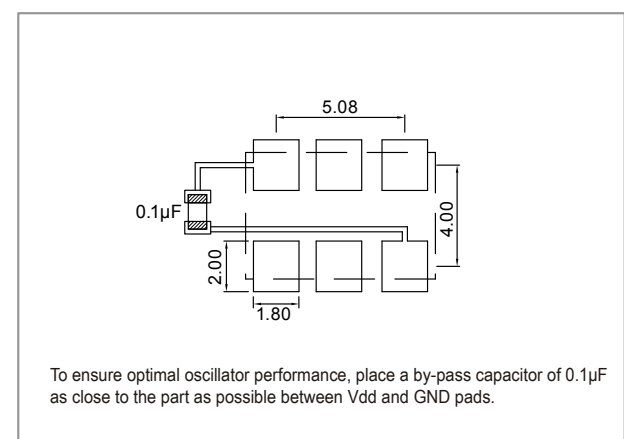 5.08
0.1µF
4.00
2.00
1.80
To ensure optimal oscillator performance, place a by-pass capacitor of 0.1µF
as close to the part as possible between Vdd and GND pads.